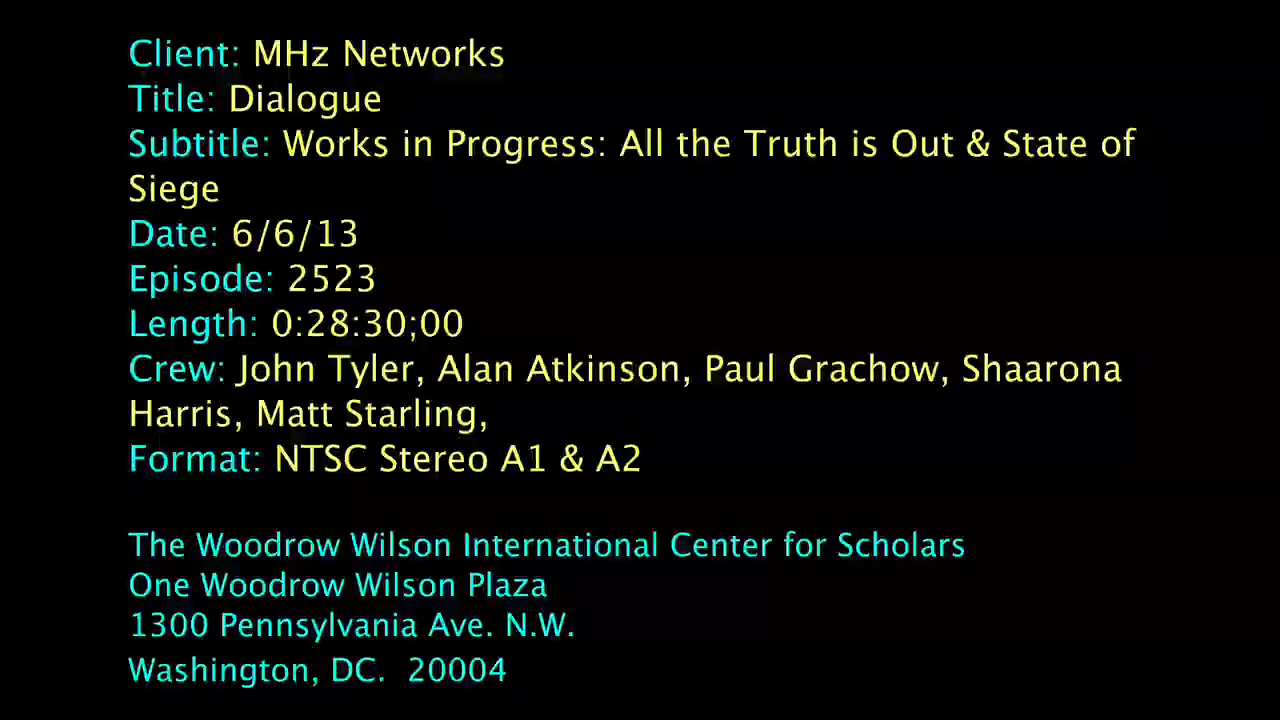 Client: MHz Networks
Title: Dialogue
Subtitle: Works in Progress: All the Truth is Out & State of
Siege
Date: 6/6/13
Episode: 2523
Length: 0:28:30;00
Crew: John Tyler, Alan Atkinson, Paul Grachow, Shaarona
Harris, Matt Starling,
Format: NTSC Stereo A1 & A2
The Woodrow Wilson International Center for Scholars
One Woodrow Wilson Plaza
1300 Pennsylvania Ave. N.W.
Washington, DC.  20004